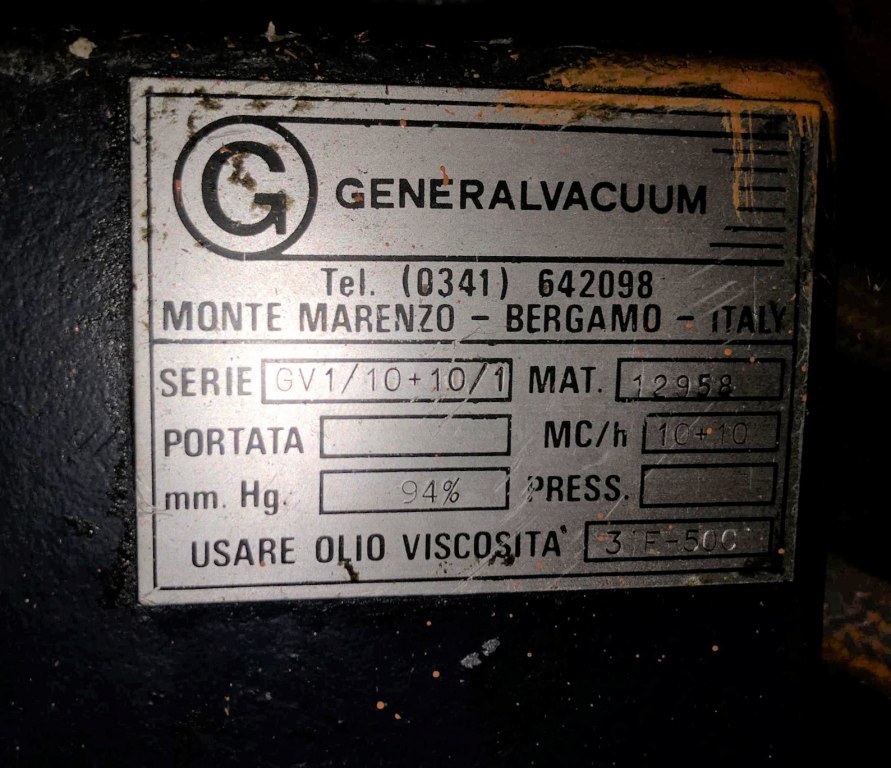 G GENERALVACUUM
Tel. (0341) 642098
MONTE MARENZO - BERGAMO - ITALY
SERIE GV1/10+10/1 MAT. 12958
PORTATA MC/h 10+10
mm. Hg. 94% PRESS.
USARE OLIO VISCOSITA'